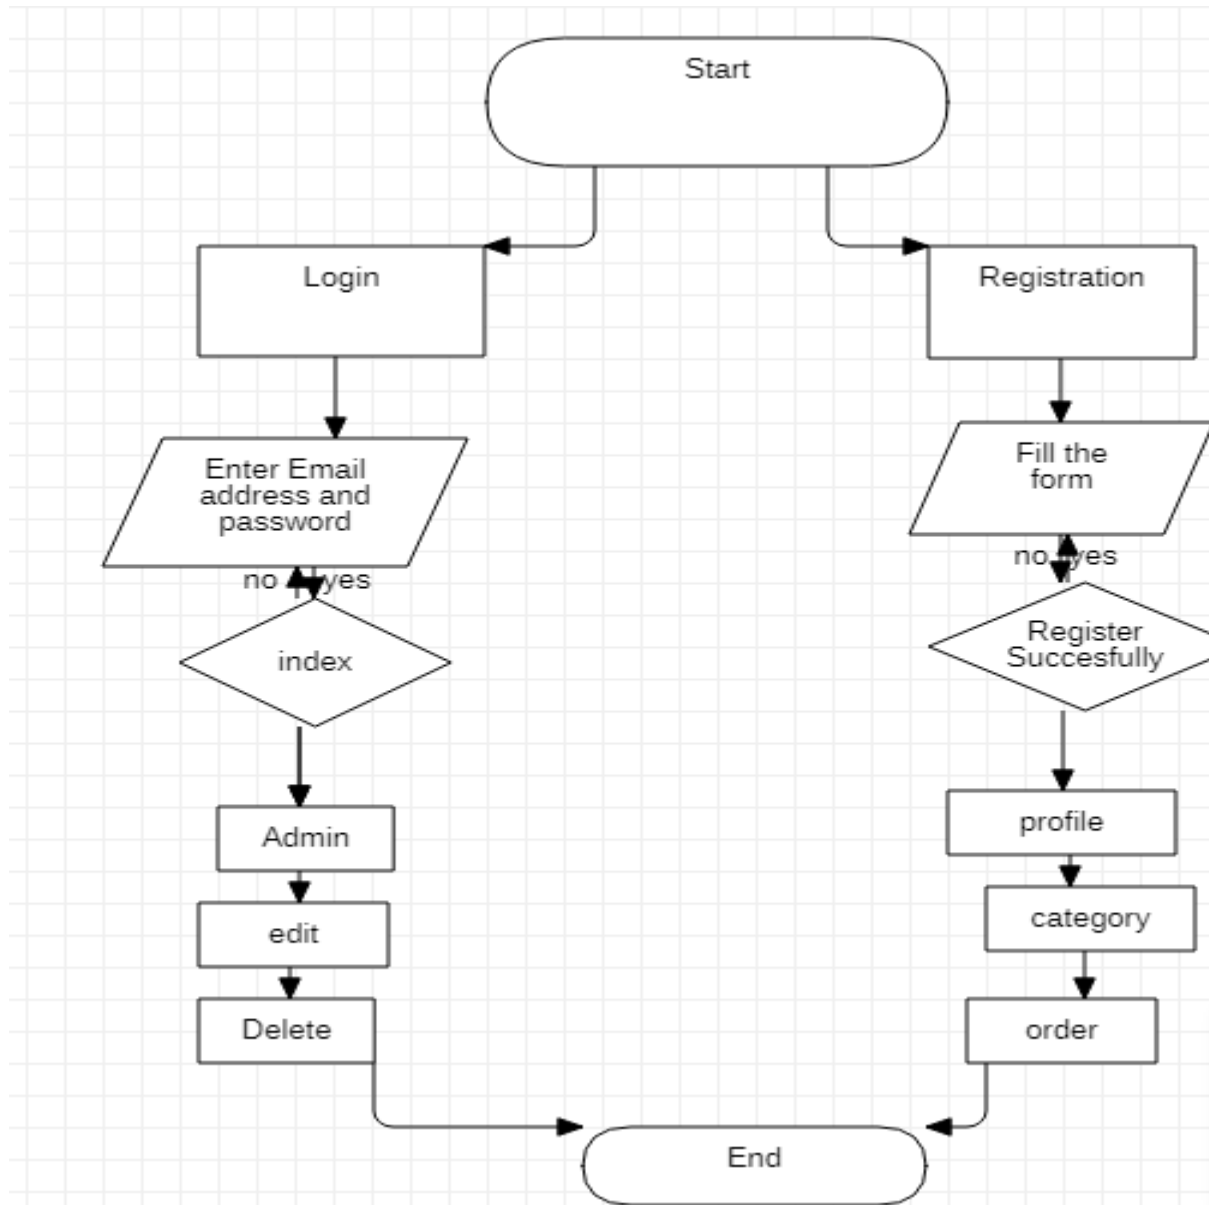 Start
Login
Registration
Enter Email
address and
password
Fill the
form
no yes
no yes
index
Register
Succesfully
Admin
profile
edit
category
Delete
order
End